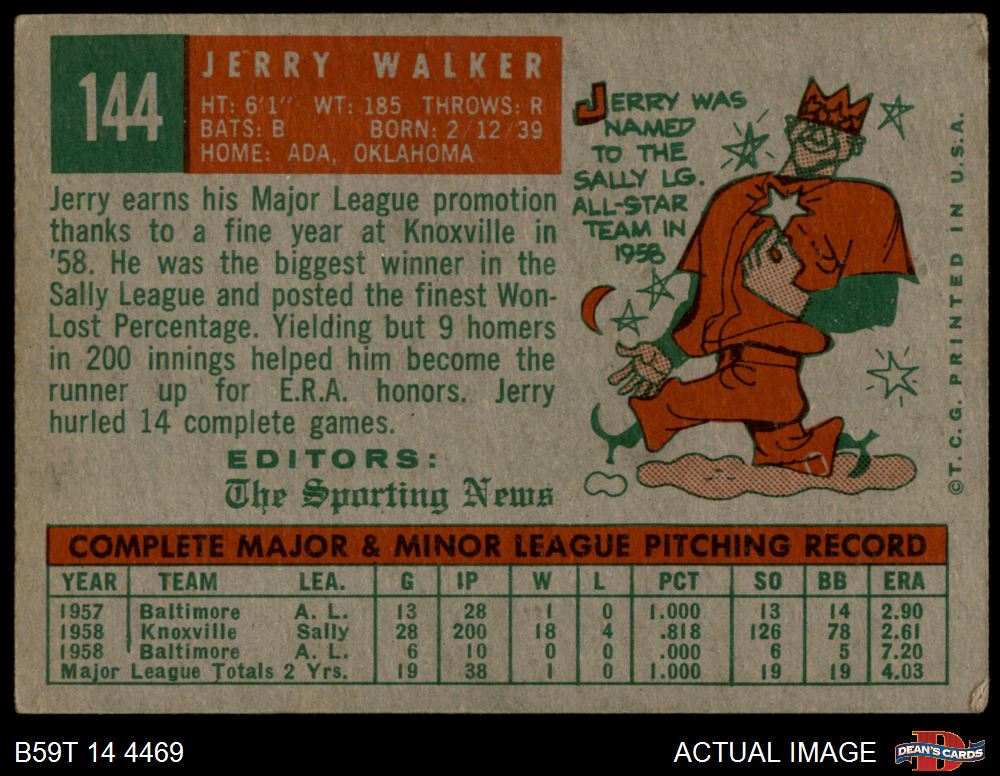 144
JERRY WALKER
HT: 6'1" WT: 185 THROWS: R
BATS: B BORN: 2/12/39
HOME: ADA, OKLAHOMA
Jerry earns his Major League promotion
thanks to a fine year at Knoxville in
'58. He was the biggest winner in the
Sally League and posted the finest Won-
Lost Percentage. Yielding but 9 homers
in 200 innings helped him become the
runner up for E.R.A. honors. Jerry
hurled 14 complete games.
EDITORS:
The Sporting News
JERRY WAS
NAMED
TO THE
SALLY LG.
ALL-STAR
TEAM IN
1958
©T.C.G. PRINTED IN U.S.A.
COMPLETE MAJOR & MINOR LEAGUE PITCHING RECORD
YEAR TEAM LEA. G IP W L PCT SO BB ERA
1957 Baltimore A. L. 13 28 1 0 1.000 13 14 2.90
1958 Knoxville Sally 28 200 18 4 .818 126 78 2.61
1958 Baltimore A. L. 6 10 0 0 .000 6 5 7.20
Major League Totals 2 Yrs. 19 38 1 0 1.000 19 19 4.03
B59T 14 4469
ACTUAL IMAGE
D
DEAN'S CARDS